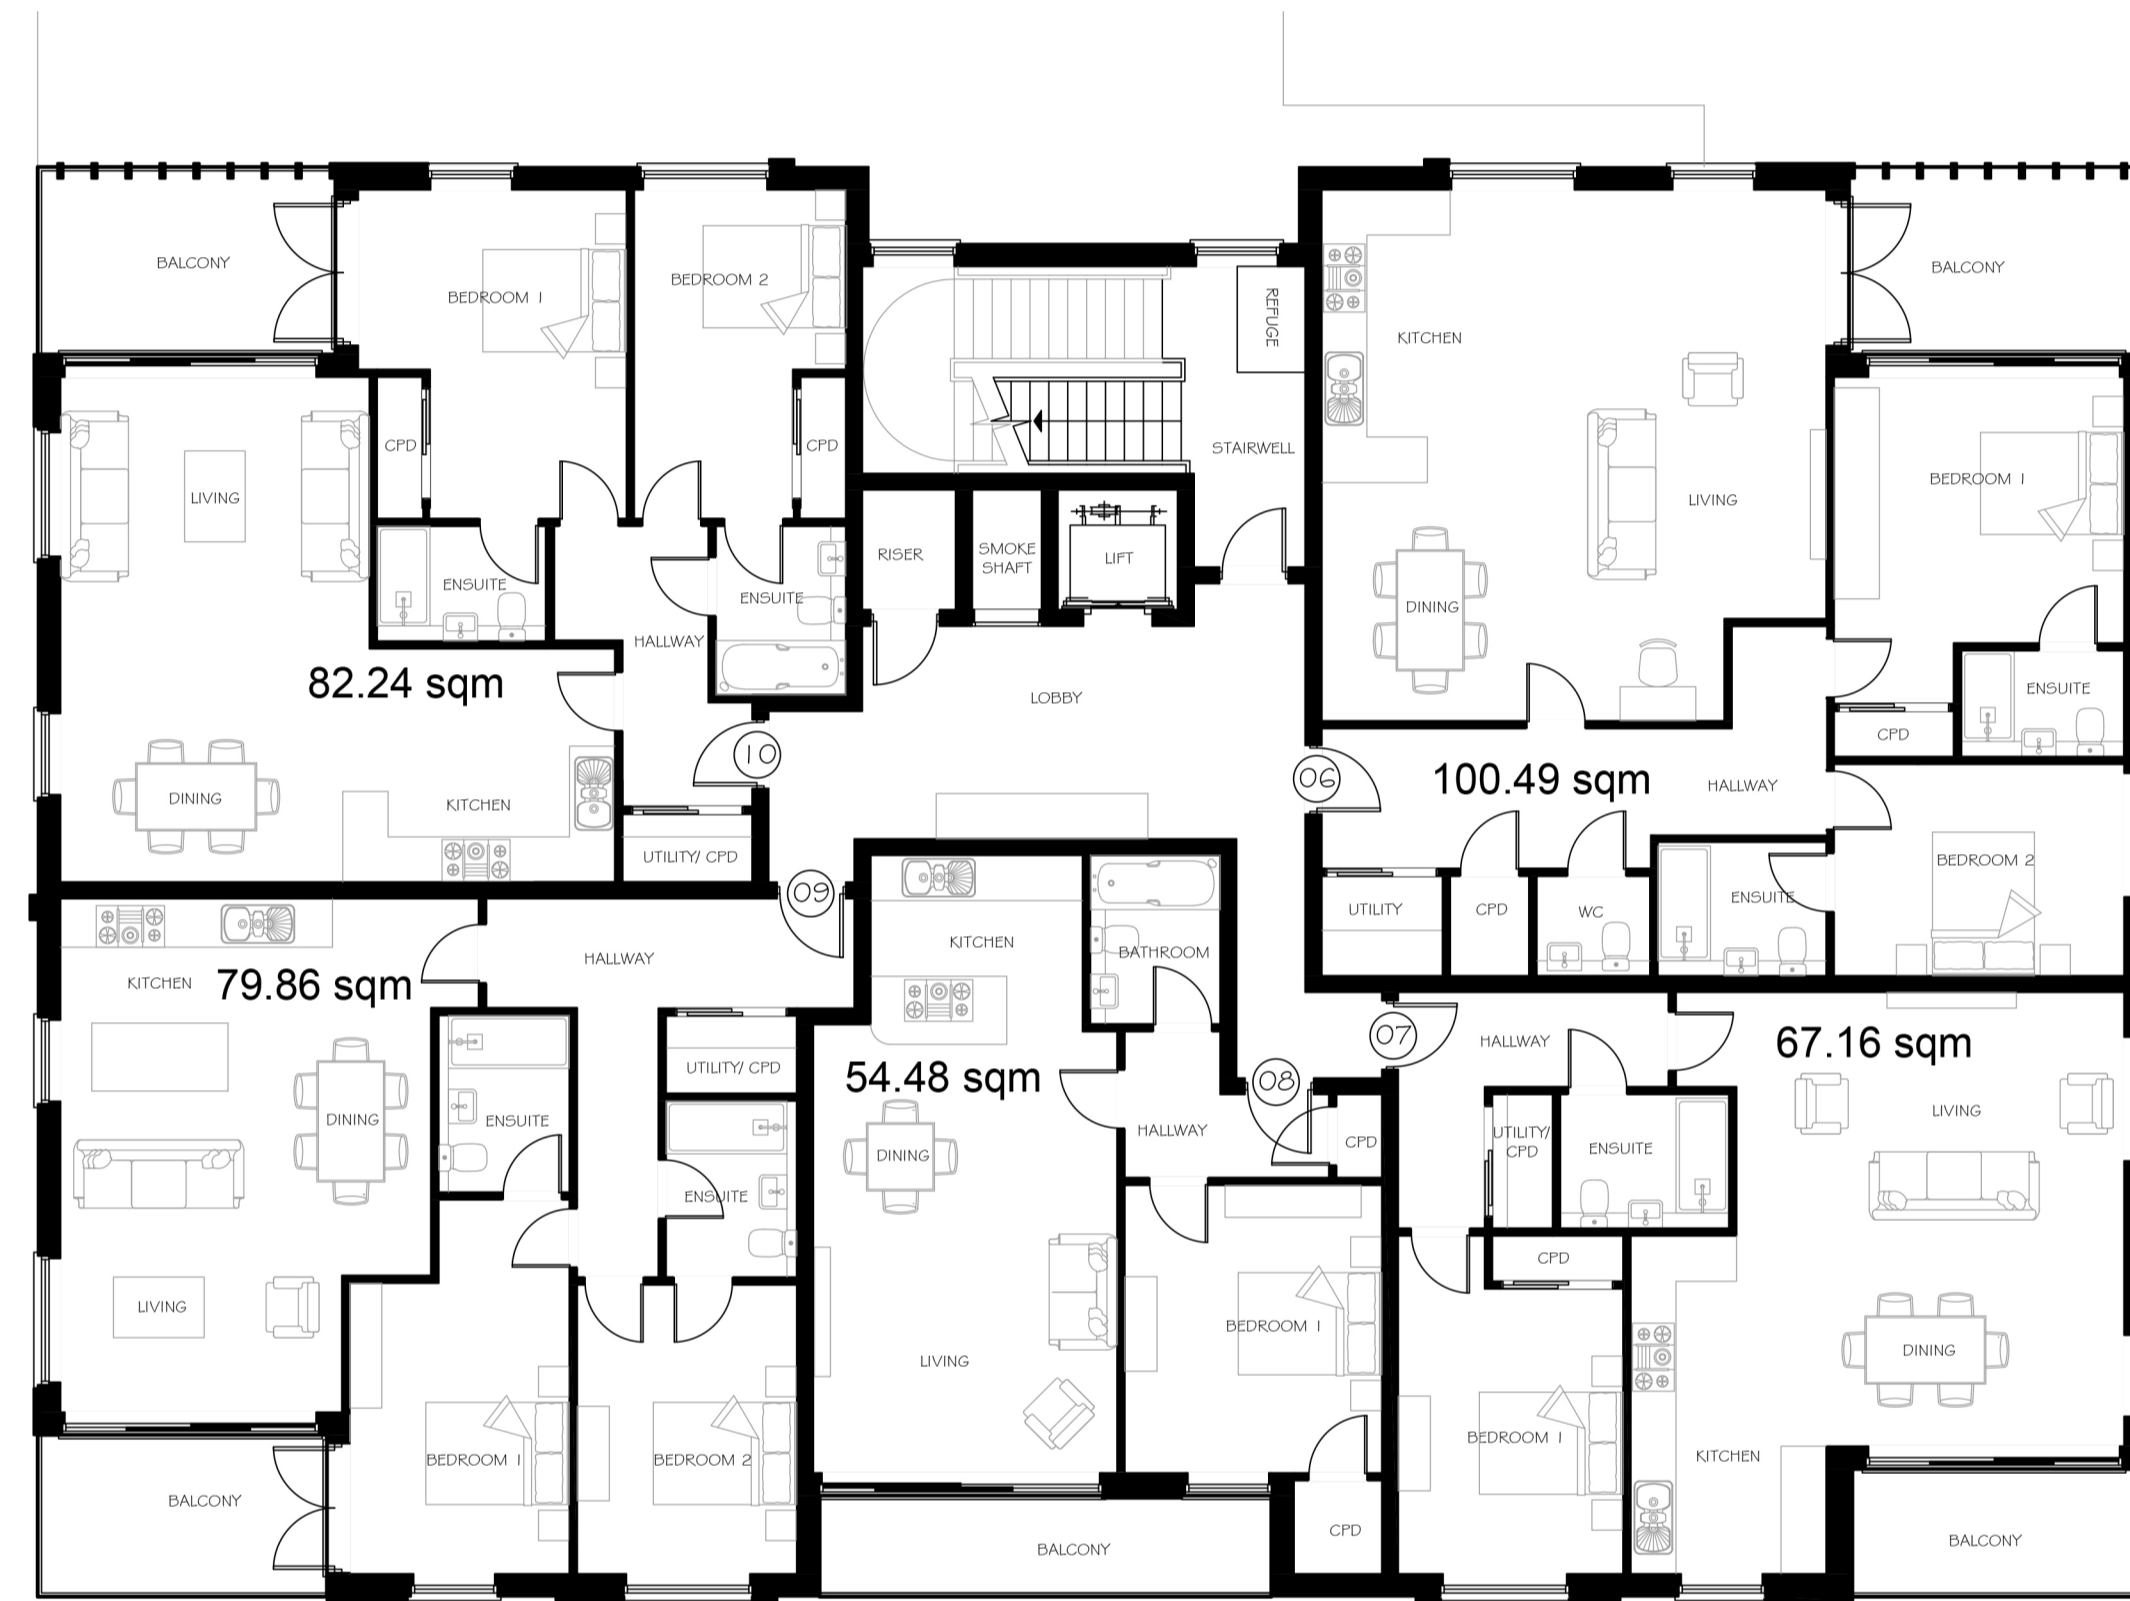 BALCONY
BEDROOM 1
BEDROOM 2
CPD
LIVING
CPD
ENSUITE
ENSUITE
HALLWAY
82.24 sqm
10
DINING
KITCHEN
UTILITY/ CPD
REFUGE
STAIRWELL
RISER
SMOKE
SHAFT
LIFT
LOBBY
KITCHEN
LIVING
DINING
BALCONY
BEDROOM 1
ENSUITE
CPD
06
100.49 sqm
HALLWAY
UTILITY
CPD
WC
ENSUITE
BEDROOM 2
09
HALLWAY
KITCHEN
79.86 sqm
DINING
ENSUITE
UTILITY/ CPD
ENSUITE
LIVING
BEDROOM 1
BEDROOM 2
BALCONY
KITCHEN
BATHROOM
54.48 sqm
08
HALLWAY
CPD
DINING
LIVING
BEDROOM 1
CPD
BALCONY
07
HALLWAY
67.16 sqm
LIVING
UTILITY/
CPD
ENSUITE
CPD
DINING
BEDROOM 1
KITCHEN
BALCONY